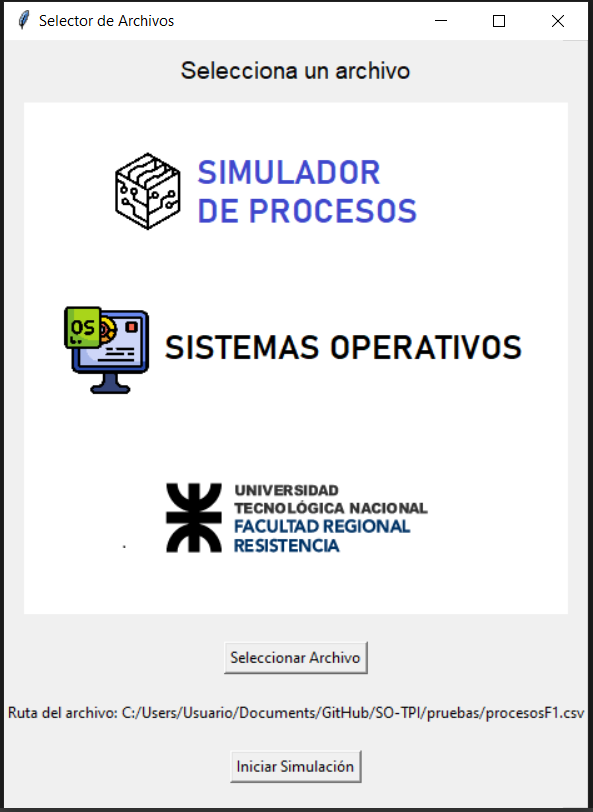 Selector de Archivos
Selecciona un archivo
SIMULADOR
DE PROCESOS
OS
SISTEMAS OPERATIVOS
UNIVERSIDAD
TECNOLÓGICA NACIONAL
FACULTAD REGIONAL
RESISTENCIA
Seleccionar Archivo
Ruta del archivo: C:/Users/Usuario/Documents/GitHub/SO-TPI/pruebas/procesosF1.csv
Iniciar Simulación